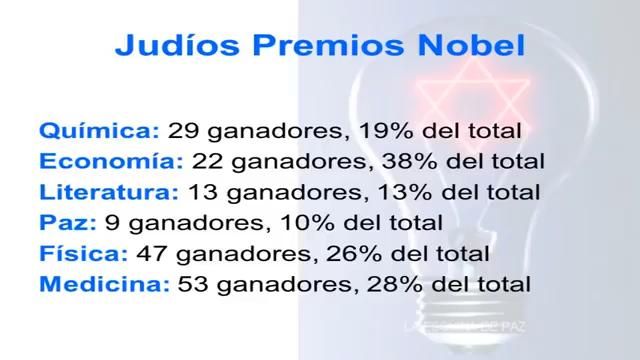 Judíos Premios Nobel
Química: 29 ganadores, 19% del total
Economía: 22 ganadores, 38% del total
Literatura: 13 ganadores, 13% del total
Paz: 9 ganadores, 10% del total
Física: 47 ganadores, 26% del total
Medicina: 53 ganadores, 28% del total
DE PAZ